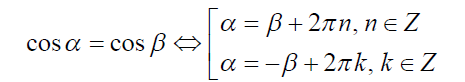 α = β + 2πn, n ∈ Z
cos α = cos β ⇔ [
α = −β + 2πk, k ∈ Z